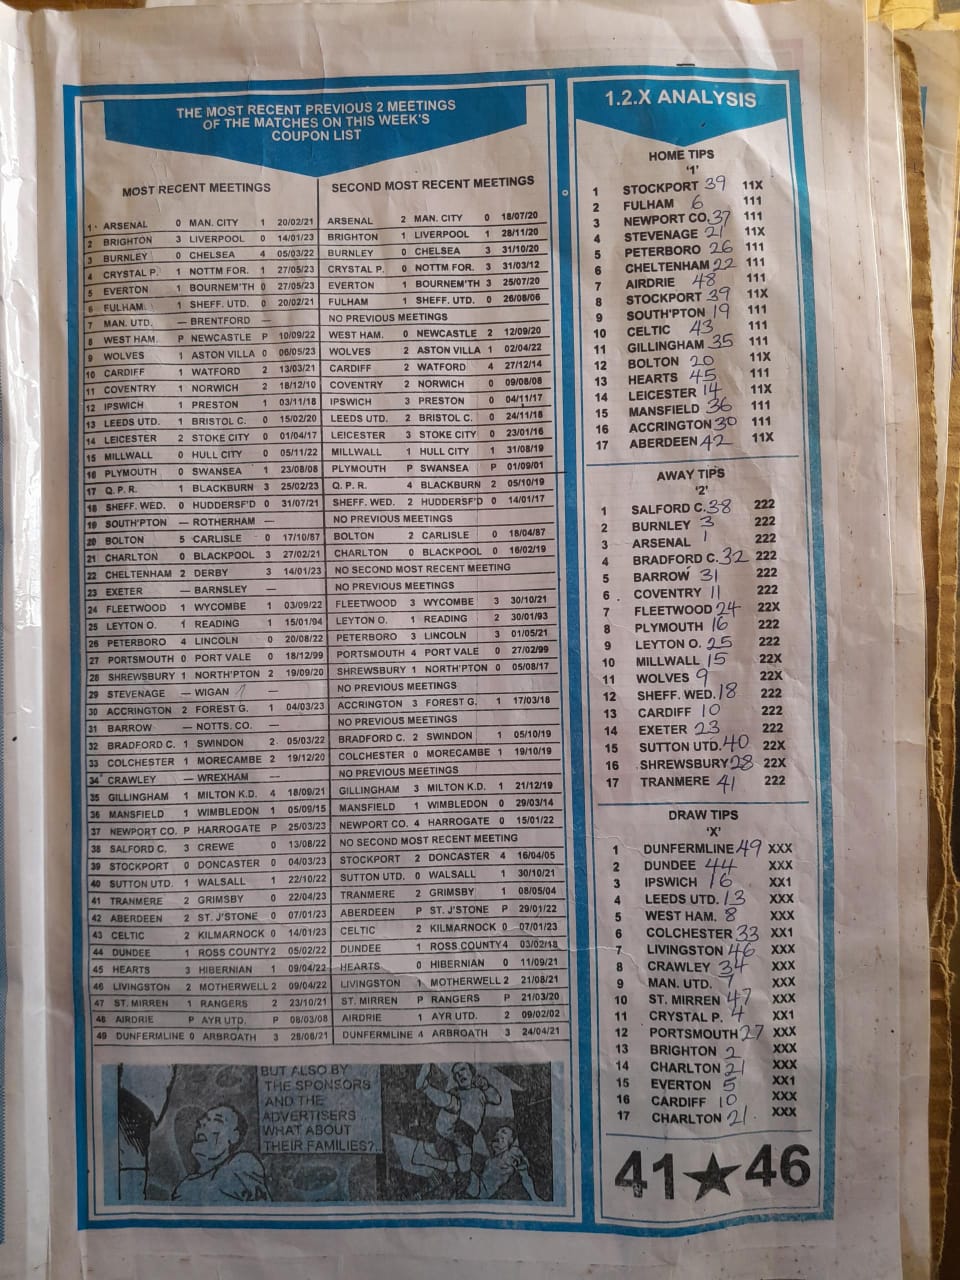 THE MOST RECENT PREVIOUS 2 MEETINGS
OF THE MATCHES ON THIS WEEK'S
COUPON LIST
MOST RECENT MEETINGS SECOND MOST RECENT MEETINGS
1 ARSENAL 0 MAN. CITY 1 20/02/21 ARSENAL 2 MAN. CITY 0 18/07/20
2 BRIGHTON 3 LIVERPOOL 0 14/01/23 BRIGHTON 1 LIVERPOOL 1 28/11/20
3 BURNLEY 0 CHELSEA 4 05/03/22 BURNLEY 0 CHELSEA 3 31/10/20
4 CRYSTAL P. 1 NOTTM FOR. 1 27/05/23 CRYSTAL P. 0 NOTTM FOR. 3 31/03/12
5 EVERTON 1 BOURNEM'TH 0 27/05/23 EVERTON 1 BOURNEM'TH 3 25/07/20
6 FULHAM. 1 SHEFF. UTD. 0 20/02/21 FULHAM 1 SHEFF. UTD. 0 26/08/06
7 MAN. UTD. — BRENTFORD — NO PREVIOUS MEETINGS
8 WEST HAM. P NEWCASTLE P 10/09/22 WEST HAM. 0 NEWCASTLE 2 12/09/20
9 WOLVES 1 ASTON VILLA 0 06/05/23 WOLVES 2 ASTON VILLA 1 02/04/22
10 CARDIFF 1 WATFORD 2 13/03/21 CARDIFF 2 WATFORD 4 27/12/14
11 COVENTRY 1 NORWICH 2 18/12/10 COVENTRY 2 NORWICH 0 09/08/08
12 IPSWICH 1 PRESTON 1 03/11/18 IPSWICH 3 PRESTON 0 04/11/17
13 LEEDS UTD. 1 BRISTOL C. 0 15/02/20 LEEDS UTD. 2 BRISTOL C. 0 24/11/18
14 LEICESTER 2 STOKE CITY 0 01/04/17 LEICESTER 3 STOKE CITY 0 23/01/16
15 MILLWALL 0 HULL CITY 0 05/11/22 MILLWALL 1 HULL CITY 1 31/08/19
16 PLYMOUTH 0 SWANSEA 1 23/08/08 PLYMOUTH P SWANSEA P 01/09/01
17 Q. P. R. 1 BLACKBURN 3 25/02/23 Q. P. R. 4 BLACKBURN 2 05/10/19
18 SHEFF. WED. 0 HUDDERSF'D 0 31/07/21 SHEFF. WED. 2 HUDDERSF'D 0 14/01/17
19 SOUTH'PTON — ROTHERHAM — NO PREVIOUS MEETINGS
20 BOLTON 5 CARLISLE 0 17/10/87 BOLTON 2 CARLISLE 0 18/04/87
21 CHARLTON 0 BLACKPOOL 3 27/02/21 CHARLTON 0 BLACKPOOL 0 16/02/19
22 CHELTENHAM 2 DERBY 3 14/01/23 NO SECOND MOST RECENT MEETING
23 EXETER — BARNSLEY — NO PREVIOUS MEETINGS
24 FLEETWOOD 1 WYCOMBE 1 03/09/22 FLEETWOOD 3 WYCOMBE 3 30/10/21
25 LEYTON O. 1 READING 1 15/01/94 LEYTON O. 1 READING 2 30/01/93
26 PETERBORO 4 LINCOLN 0 20/08/22 PETERBORO 3 LINCOLN 3 01/05/21
27 PORTSMOUTH 0 PORT VALE 0 18/12/99 PORTSMOUTH 4 PORT VALE 0 27/02/99
28 SHREWSBURY 1 NORTH'PTON 2 19/09/20 SHREWSBURY 1 NORTH'PTON 0 05/08/17
29 STEVENAGE — WIGAN — NO PREVIOUS MEETINGS
30 ACCRINGTON 2 FOREST G. 1 04/03/23 ACCRINGTON 3 FOREST G. 1 17/03/18
31 BARROW — NOTTS. CO. — NO PREVIOUS MEETINGS
32 BRADFORD C. 1 SWINDON 2 05/03/22 BRADFORD C. 2 SWINDON 1 05/10/19
33 COLCHESTER 1 MORECAMBE 2 19/12/20 COLCHESTER 0 MORECAMBE 1 19/10/19
34 CRAWLEY — WREXHAM — NO PREVIOUS MEETINGS
35 GILLINGHAM 1 MILTON K.D. 4 18/09/21 GILLINGHAM 3 MILTON K.D. 1 21/12/19
36 MANSFIELD 1 WIMBLEDON 1 05/09/15 MANSFIELD 1 WIMBLEDON 0 29/03/14
37 NEWPORT CO. P HARROGATE P 25/03/23 NEWPORT CO. 4 HARROGATE 0 15/01/22
38 SALFORD C. 3 CREWE 0 13/08/22 NO SECOND MOST RECENT MEETING
39 STOCKPORT 0 DONCASTER 0 04/03/23 STOCKPORT 2 DONCASTER 4 16/04/05
40 SUTTON UTD. 1 WALSALL 1 22/10/22 SUTTON UTD. 0 WALSALL 1 30/10/21
41 TRANMERE 2 GRIMSBY 0 22/04/23 TRANMERE 2 GRIMSBY 1 08/05/04
42 ABERDEEN 2 ST. J'STONE 0 07/01/23 ABERDEEN P ST. J'STONE P 29/01/22
43 CELTIC 2 KILMARNOCK 0 14/01/23 CELTIC 2 KILMARNOCK 0 07/01/23
44 DUNDEE 1 ROSS COUNTY 2 05/02/22 DUNDEE 1 ROSS COUNTY 4 03/02/18
45 HEARTS 3 HIBERNIAN 1 09/04/22 HEARTS 0 HIBERNIAN 0 11/09/21
46 LIVINGSTON 2 MOTHERWELL 2 09/04/22 LIVINGSTON 1 MOTHERWELL 2 21/08/21
47 ST. MIRREN 1 RANGERS 2 23/10/21 ST. MIRREN P RANGERS P 21/03/20
48 AIRDRIE P AYR UTD. P 08/03/08 AIRDRIE 1 AYR UTD. 2 09/02/02
49 DUNFERMLINE 0 ARBROATH 3 28/08/21 DUNFERMLINE 4 ARBROATH 3 24/04/21
BUT ALSO BY
THE SPONSORS
AND THE
ADVERTISERS
WHAT ABOUT
THEIR FAMILIES?
1.2.X ANALYSIS
HOME TIPS
'1'
1 STOCKPORT 39 11X
2 FULHAM 6 111
3 NEWPORT CO. 37 111
4 STEVENAGE 21 11X
5 PETERBORO 26 111
6 CHELTENHAM 22 111
7 AIRDRIE 48 111
8 STOCKPORT 39 11X
9 SOUTH'PTON 19 111
10 CELTIC 43 111
11 GILLINGHAM 35 111
12 BOLTON 20 11X
13 HEARTS 45 111
14 LEICESTER 14 11X
15 MANSFIELD 36 111
16 ACCRINGTON 30 111
17 ABERDEEN 42 11X
AWAY TIPS
'2'
1 SALFORD C. 38 222
2 BURNLEY 3 222
3 ARSENAL 1 222
4 BRADFORD C. 32 222
5 BARROW 31 222
6 COVENTRY 11 222
7 FLEETWOOD 24 22X
8 PLYMOUTH 16 222
9 LEYTON O. 25 222
10 MILLWALL 15 22X
11 WOLVES 9 22X
12 SHEFF. WED. 18 222
13 CARDIFF 10 222
14 EXETER 23 222
15 SUTTON UTD. 40 22X
16 SHREWSBURY 28 22X
17 TRANMERE 41 222
DRAW TIPS
'X'
1 DUNFERMLINE 49 XXX
2 DUNDEE 44 XXX
3 IPSWICH 16 XX1
4 LEEDS UTD. 13 XXX
5 WEST HAM. 8 XXX
6 COLCHESTER 33 XX1
7 LIVINGSTON 46 XXX
8 CRAWLEY 34 XXX
9 MAN. UTD. 7 XXX
10 ST. MIRREN 47 XXX
11 CRYSTAL P. 4 XX1
12 PORTSMOUTH 27 XXX
13 BRIGHTON 2 XXX
14 CHARLTON 21 XXX
15 EVERTON 5 XX1
16 CARDIFF 10 XXX
17 CHARLTON 21 XXX
41★46